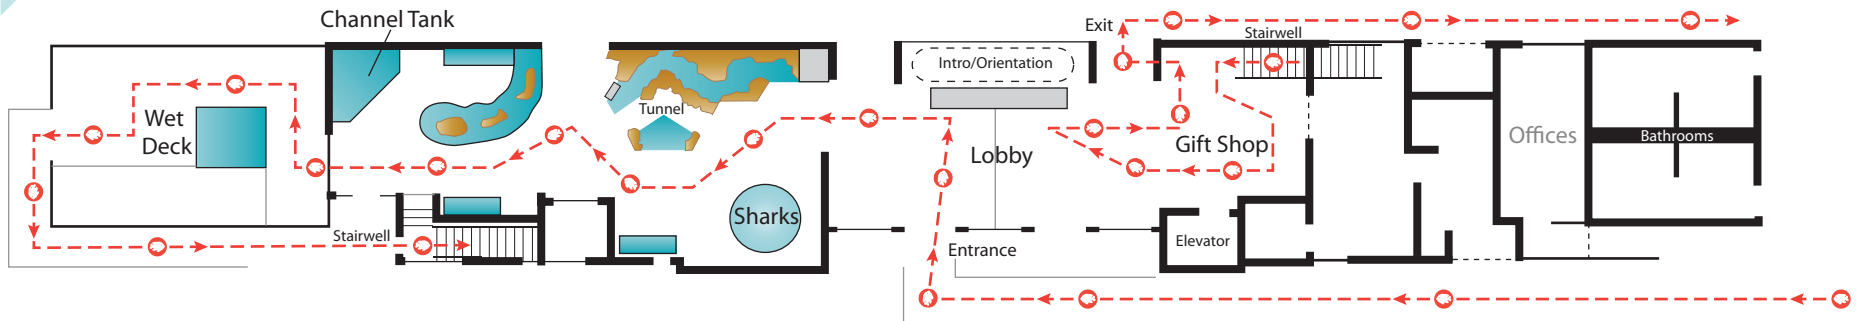 Channel Tank
Exit
Stairwell
Intro/Orientation
Tunnel
Wet
Deck
Offices
Bathrooms
Lobby
Gift Shop
Sharks
Stairwell
Entrance
Elevator